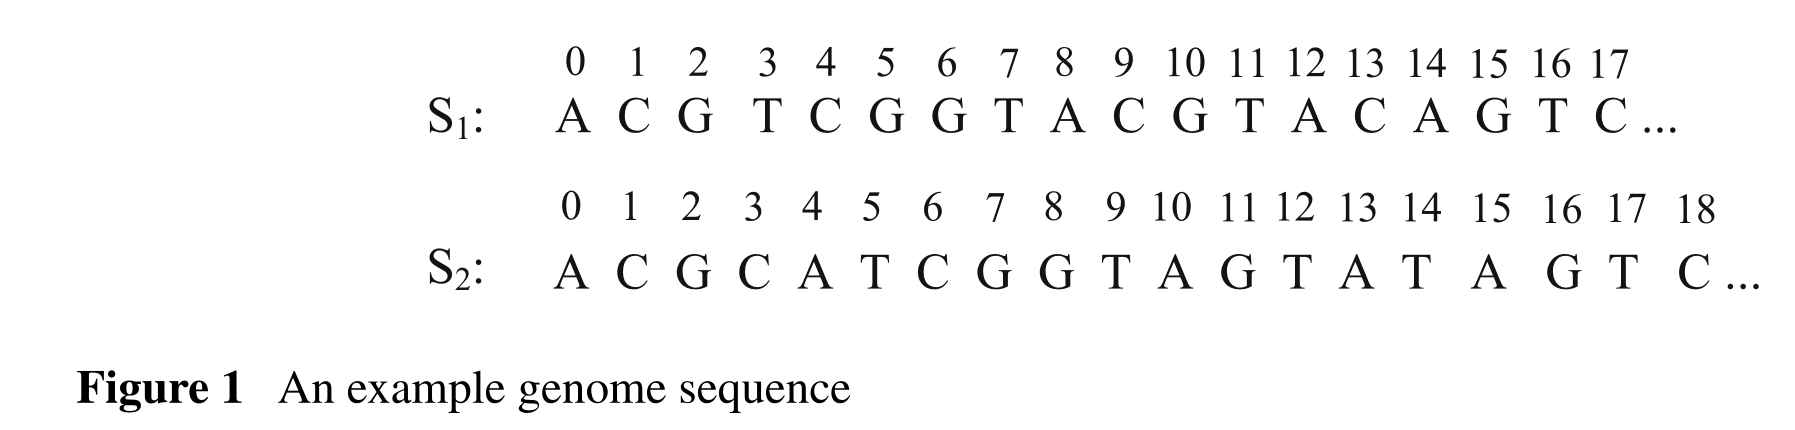 0 1 2 3 4 5 6 7 8 9 10 11 12 13 14 15 16 17
S₁: A C G T C G G T A C G T A C A G T C ...
0 1 2 3 4 5 6 7 8 9 10 11 12 13 14 15 16 17 18
S₂: A C G C A T C G G T A G T A T A G T C ...
Figure 1 An example genome sequence